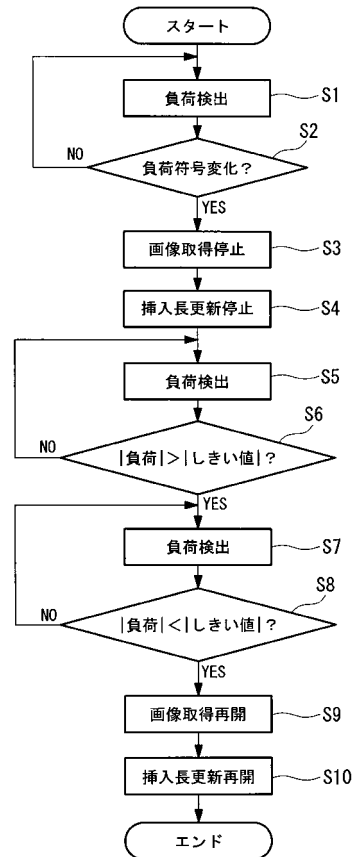 スタート
負荷検出
S1
負荷符号変化?
S2
NO
YES
画像取得停止
S3
挿入長更新停止
S4
負荷検出
S5
|負荷|>|しきい値|?
S6
NO
YES
負荷検出
S7
|負荷|<|しきい値|?
S8
NO
YES
画像取得再開
S9
挿入長更新再開
S10
エンド